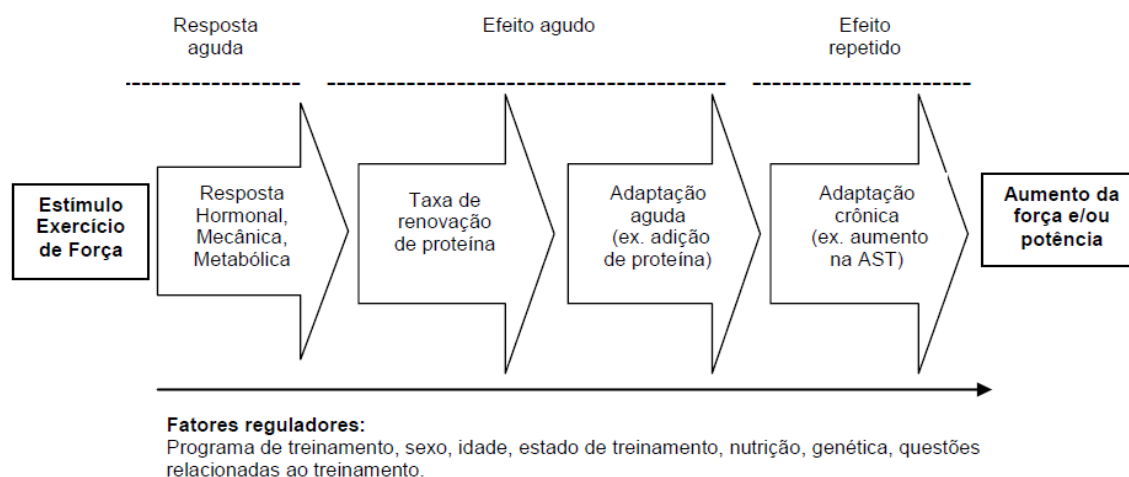 Resposta
aguda
Efeito agudo
Efeito
repetido
Estímulo
Exercício
de Força
Resposta
Hormonal,
Mecânica,
Metabólica
Taxa de
renovação
de proteína
Adaptação
aguda
(ex. adição
de proteína)
Adaptação
crônica
(ex. aumento
na AST)
Aumento da
força e/ou
potência
Fatores reguladores:
Programa de treinamento, sexo, idade, estado de treinamento, nutrição, genética, questões
relacionadas ao treinamento.